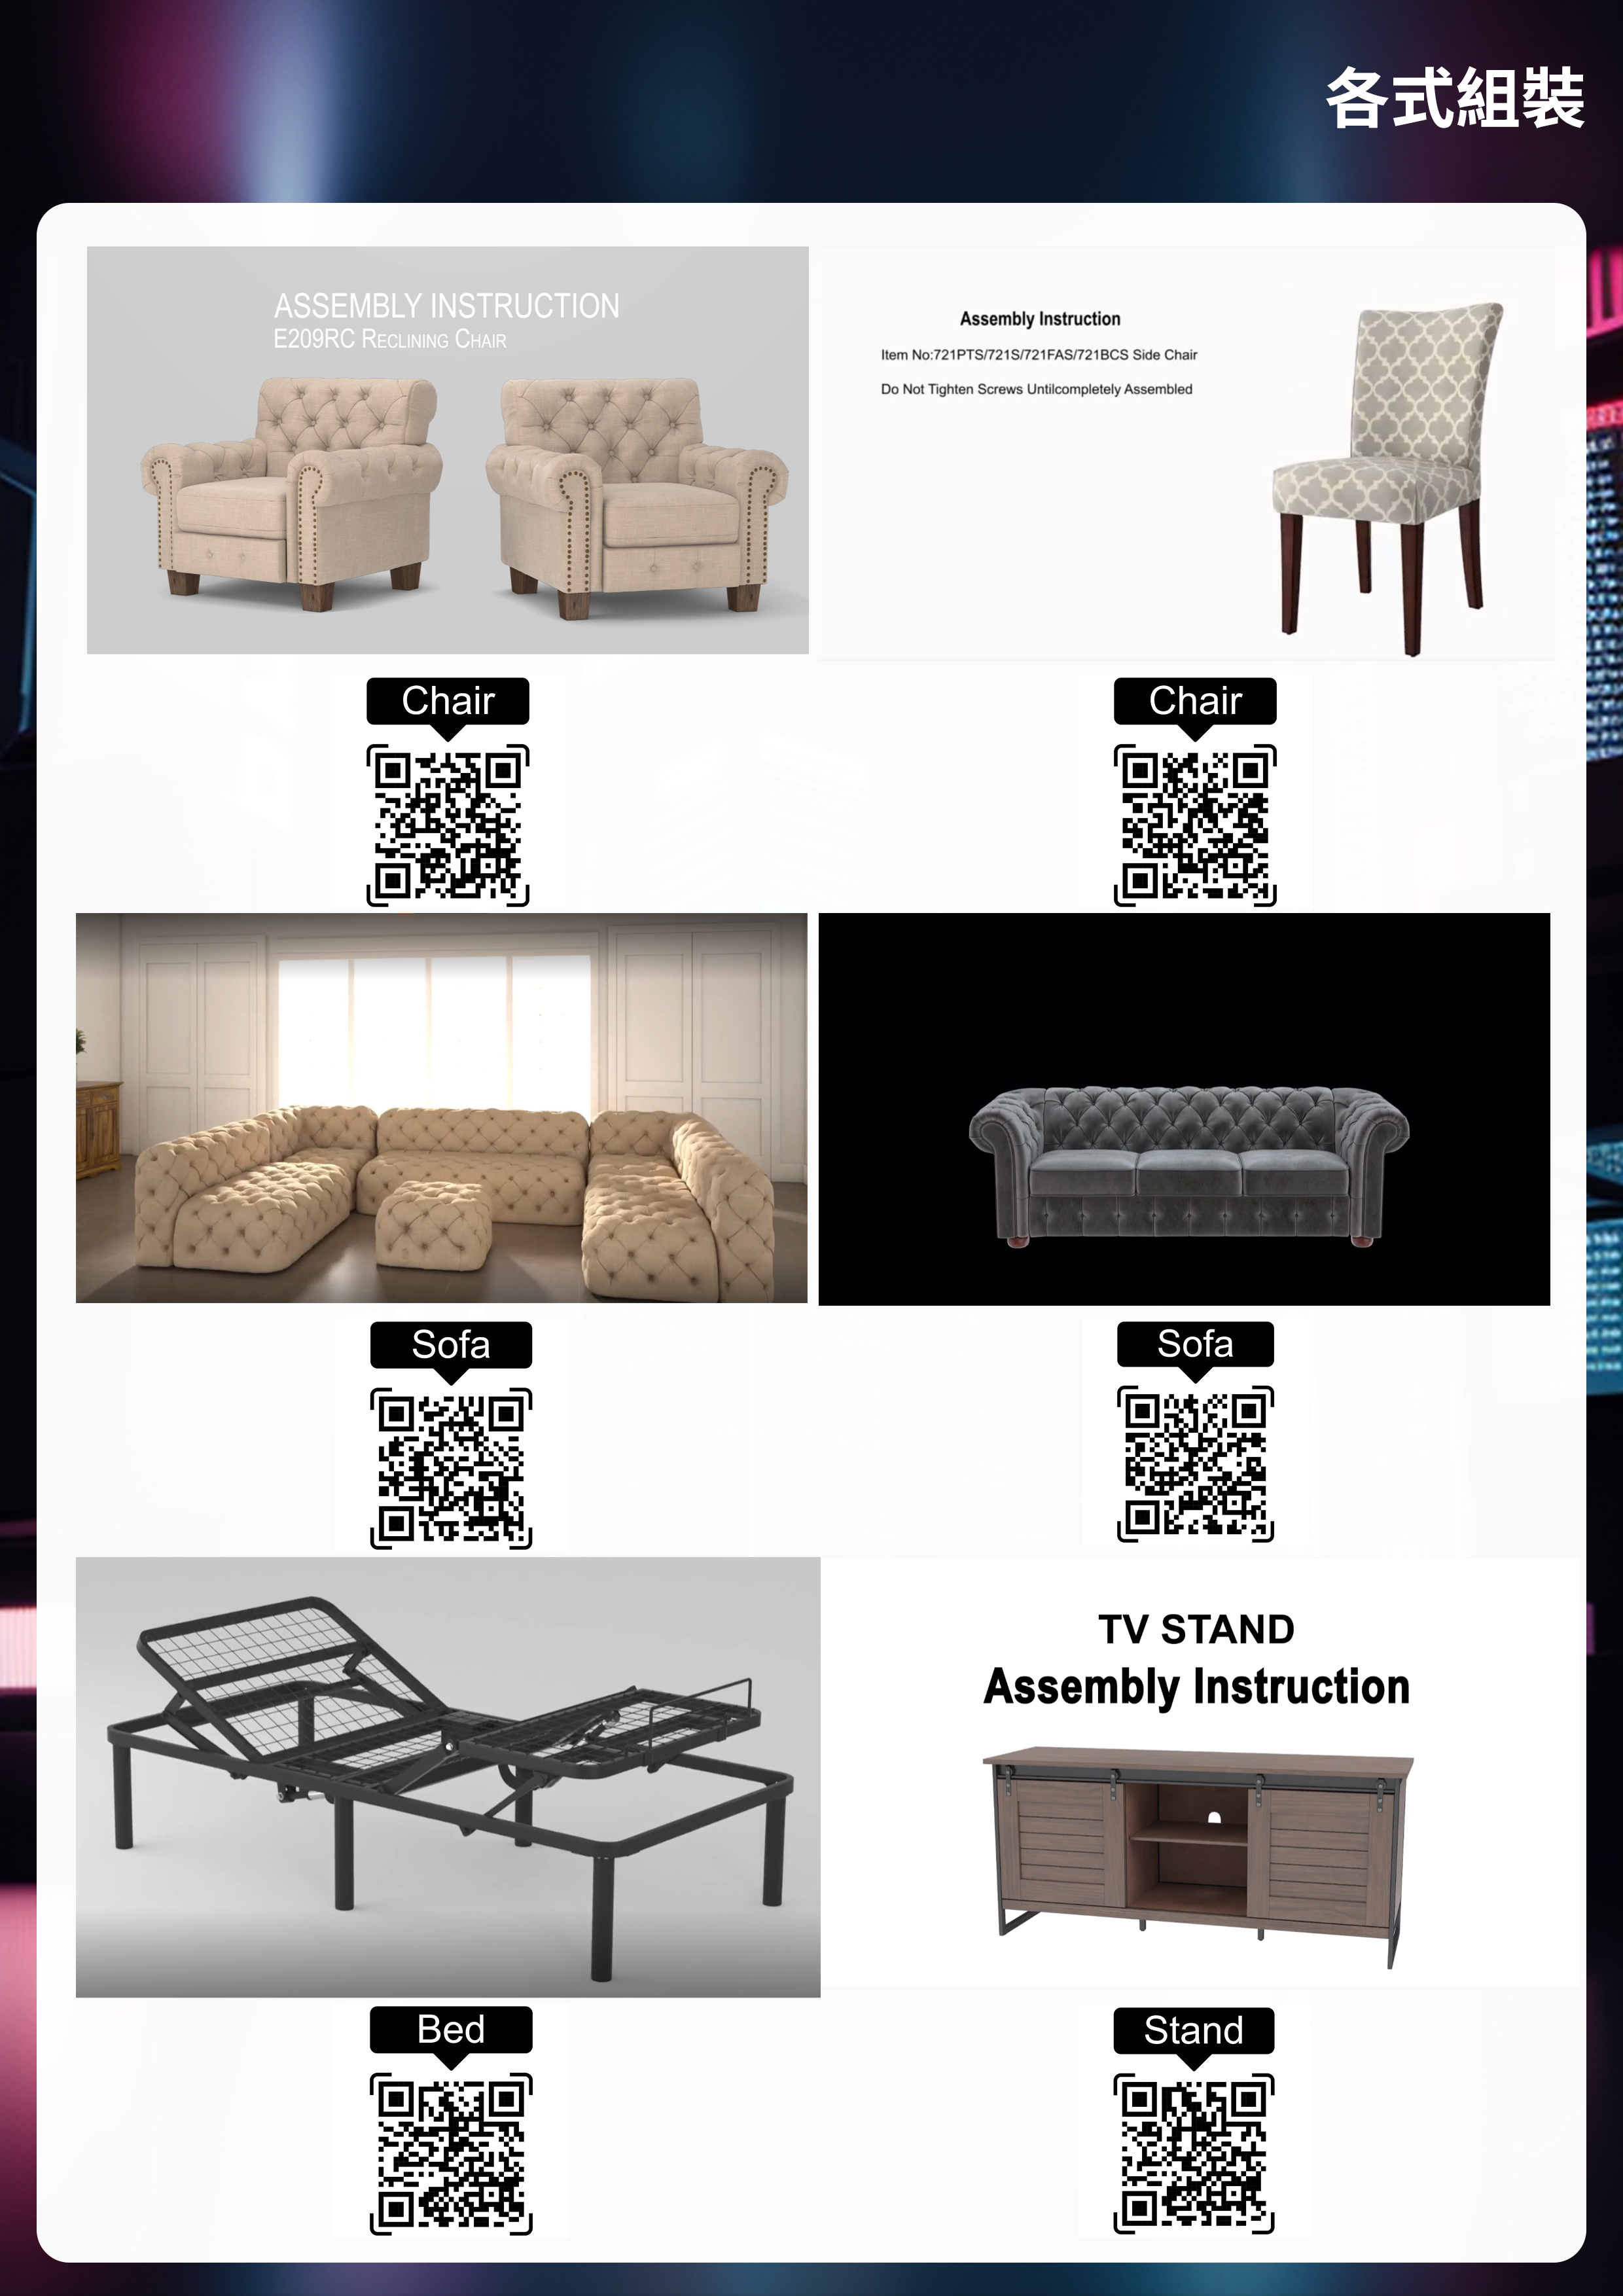 各式組裝
ASSEMBLY INSTRUCTION
E209RC RECLINING CHAIR
Assembly Instruction
Item No:721PTS/721S/721FAS/721BCS Side Chair
Do Not Tighten Screws Untilcompletely Assembled
Chair
Chair
Sofa
Sofa
TV STAND
Assembly Instruction
Bed
Stand